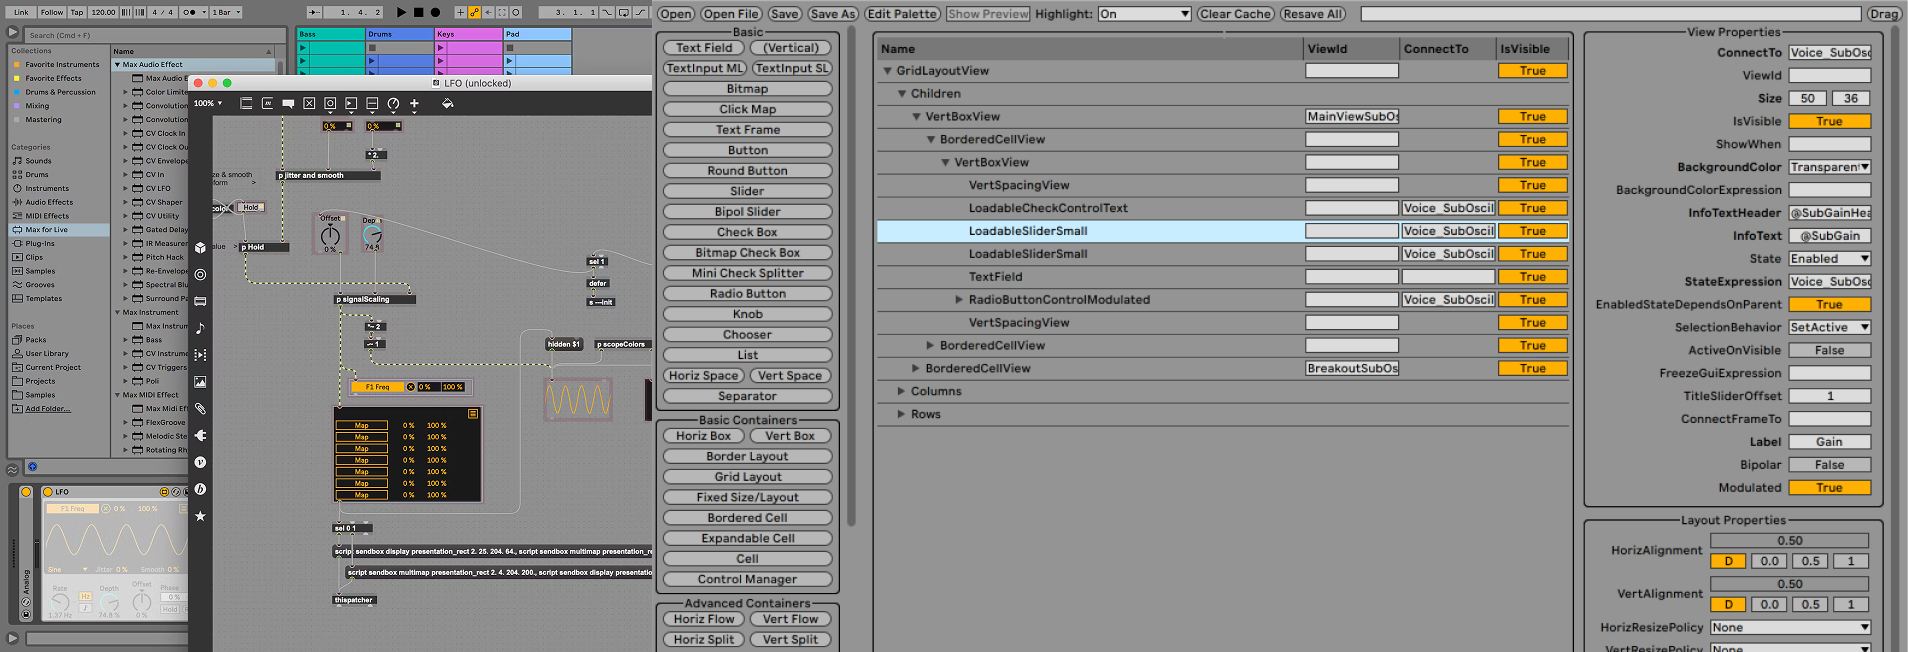 Link Follow Tap 120.00 4 / 4 1 Bar 1. 4. 2 3. 1. 1
Search (Cmd + F)
Collections
Favorite Instruments
Favorite Effects
Drums & Percussion
Mixing
Mastering
Categories
Sounds
Drums
Instruments
Audio Effects
MIDI Effects
Max for Live
Plug-Ins
Clips
Samples
Grooves
Templates
Places
Packs
User Library
Current Project
Projects
Samples
Add Folder...
Name
Max Audio Effect
Max Aud
Color Limite
Convolution
Convolution
CV Clock In
CV Clock Ou
CV Envelope
CV In
CV LFO
CV Shaper
CV Utility
Gated Delay
IR Measurem
Pitch Hack
Re-Envelope
Spectral Blu
Surround Pa
Max Instrument
Max Instrum
Bass
CV Instrum
CV Triggers
Poli
Max MIDI Effect
Max Midi Ef
FlexGroove
Melodic Ste
Rotating Rh
Bass Drums Keys Pad
LFO (unlocked)
100%
0 % 0 %
* 2.
p jitter and smooth
ze & smooth
form >
Hold
value >
p Hold
Offset
0 %
74.8
p signalScaling
*~ 2
-~ 1
F1 Freq 0 % 100 %
Map 0 % 100 %
Map 0 % 100 %
Map 0 % 100 %
Map 0 % 100 %
Map 0 % 100 %
Map 0 % 100 %
Map 0 % 100 %
sel 1
defer
s ---init
hidden $1
p scopeColors
sel 0 1
script sendbox display presentation_rect 2. 25. 204. 64., script sendbox multimap presentation_re
script sendbox multimap presentation_rect 2. 4. 204. 200., script sendbox display presentation
thispatcher
Analog
LFO
F1 Freq 0 % 100 %
Sine Jitter 0 % Smooth 0 %
Rate Depth Offset Phase
Hz 0 %
1.37 Hz 74.8 % 0 % Hold R
Open Open File Save Save As Edit Palette Show Preview Highlight: On Clear Cache Resave All Drag
Basic
Text Field (Vertical)
TextInput ML TextInput SL
Bitmap
Click Map
Text Frame
Button
Round Button
Slider
Bipol Slider
Check Box
Bitmap Check Box
Mini Check Splitter
Radio Button
Knob
Chooser
List
Horiz Space Vert Space
Separator
Basic Containers
Horiz Box Vert Box
Border Layout
Grid Layout
Fixed Size/Layout
Bordered Cell
Expandable Cell
Cell
Control Manager
Advanced Containers
Horiz Flow Vert Flow
Horiz Split Vert Split
Name ViewId ConnectTo IsVisible
GridLayoutView True
Children
VertBoxView MainViewSubOs True
BorderedCellView True
VertBoxView True
VertSpacingView True
LoadableCheckControlText Voice_SubOscil True
LoadableSliderSmall Voice_SubOscil True
LoadableSliderSmall Voice_SubOscil True
TextField True
RadioButtonControlModulated Voice_SubOscil True
VertSpacingView True
BorderedCellView True
BorderedCellView BreakoutSubOs True
Columns
Rows
View Properties
ConnectTo Voice_SubOsc
ViewId
Size 50 36
IsVisible True
ShowWhen
BackgroundColor Transparent
BackgroundColorExpression
InfoTextHeader @SubGainHea
InfoText @SubGain
State Enabled
StateExpression Voice_SubOsc
EnabledStateDependsOnParent True
SelectionBehavior SetActive
ActiveOnVisible False
FreezeGuiExpression
TitleSliderOffset 1
ConnectFrameTo
Label Gain
Bipolar False
Modulated True
Layout Properties
HorizAlignment 0.50
D 0.0 0.5 1
VertAlignment 0.50
D 0.0 0.5 1
HorizResizePolicy None
VertResizePolicy None